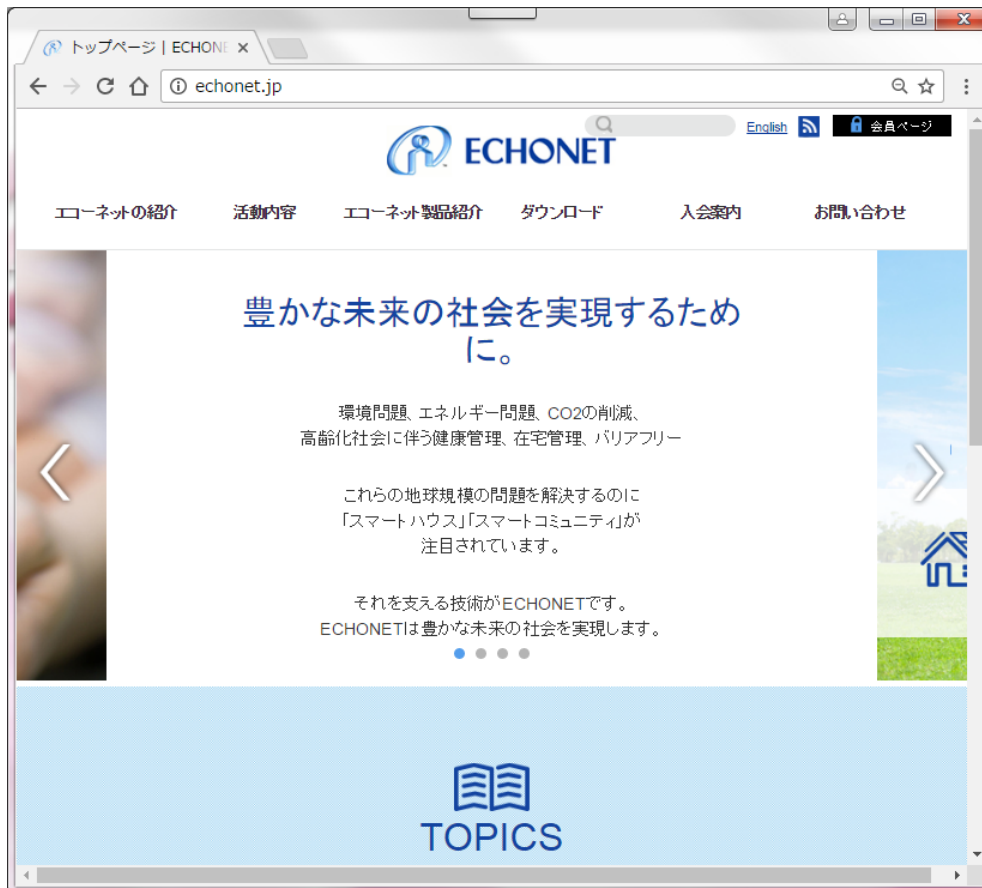 トップページ | ECHONE
echonet.jp
English
会員ページ
ECHONET
エコーネットの紹介
活動内容
エコーネット製品紹介
ダウンロード
入会案内
お問い合わせ
豊かな未来の社会を実現するため
に。
環境問題、エネルギー問題、CO2の削減、
高齢化社会に伴う健康管理、在宅管理、バリアフリー
これらの地球規模の問題を解決するのに
「スマートハウス」「スマートコミュニティ」が
注目されています。
それを支える技術がECHONETです。
ECHONETは豊かな未来の社会を実現します。
TOPICS